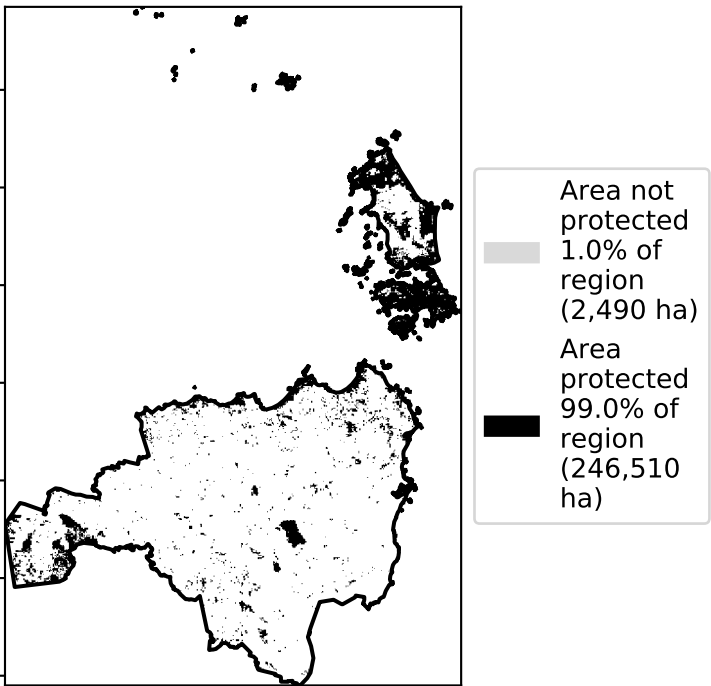 Area not
protected
1.0% of
region
(2,490 ha)
Area
protected
99.0% of
region
(246,510
ha)